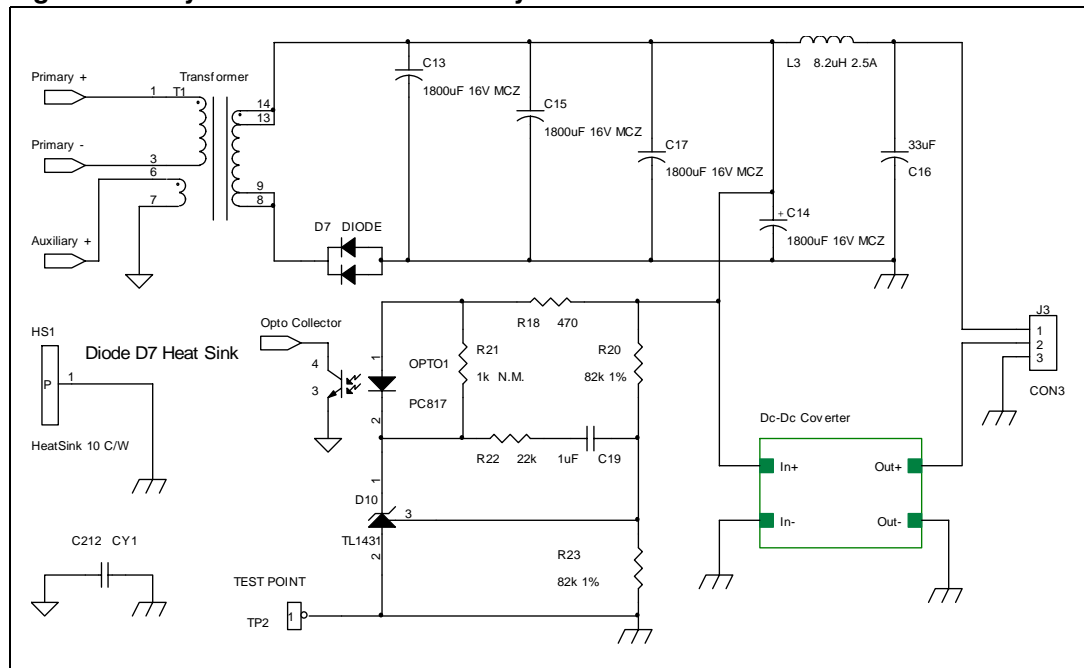 Primary +
1
T1
Transformer
14
13
Primary -
3
6
7
9
8
Auxiliary +
D7 DIODE
C13
1800uF 16V MCZ
C15
1800uF 16V MCZ
C17
1800uF 16V MCZ
+
C14
1800uF 16V MCZ
L3 8.2uH 2.5A
33uF
C16
HS1
P
1
Diode D7 Heat Sink
HeatSink 10 C/W
Opto Collector
4
3
1
2
OPTO1
PC817
R18 470
R21
1k N.M.
R20
82k 1%
R22 22k
1uF C19
1
D10
3
TL1431
2
R23
82k 1%
J3
1
2
3
CON3
Dc-Dc Coverter
In+
Out+
In-
Out-
C212 CY1
TEST POINT
1
TP2